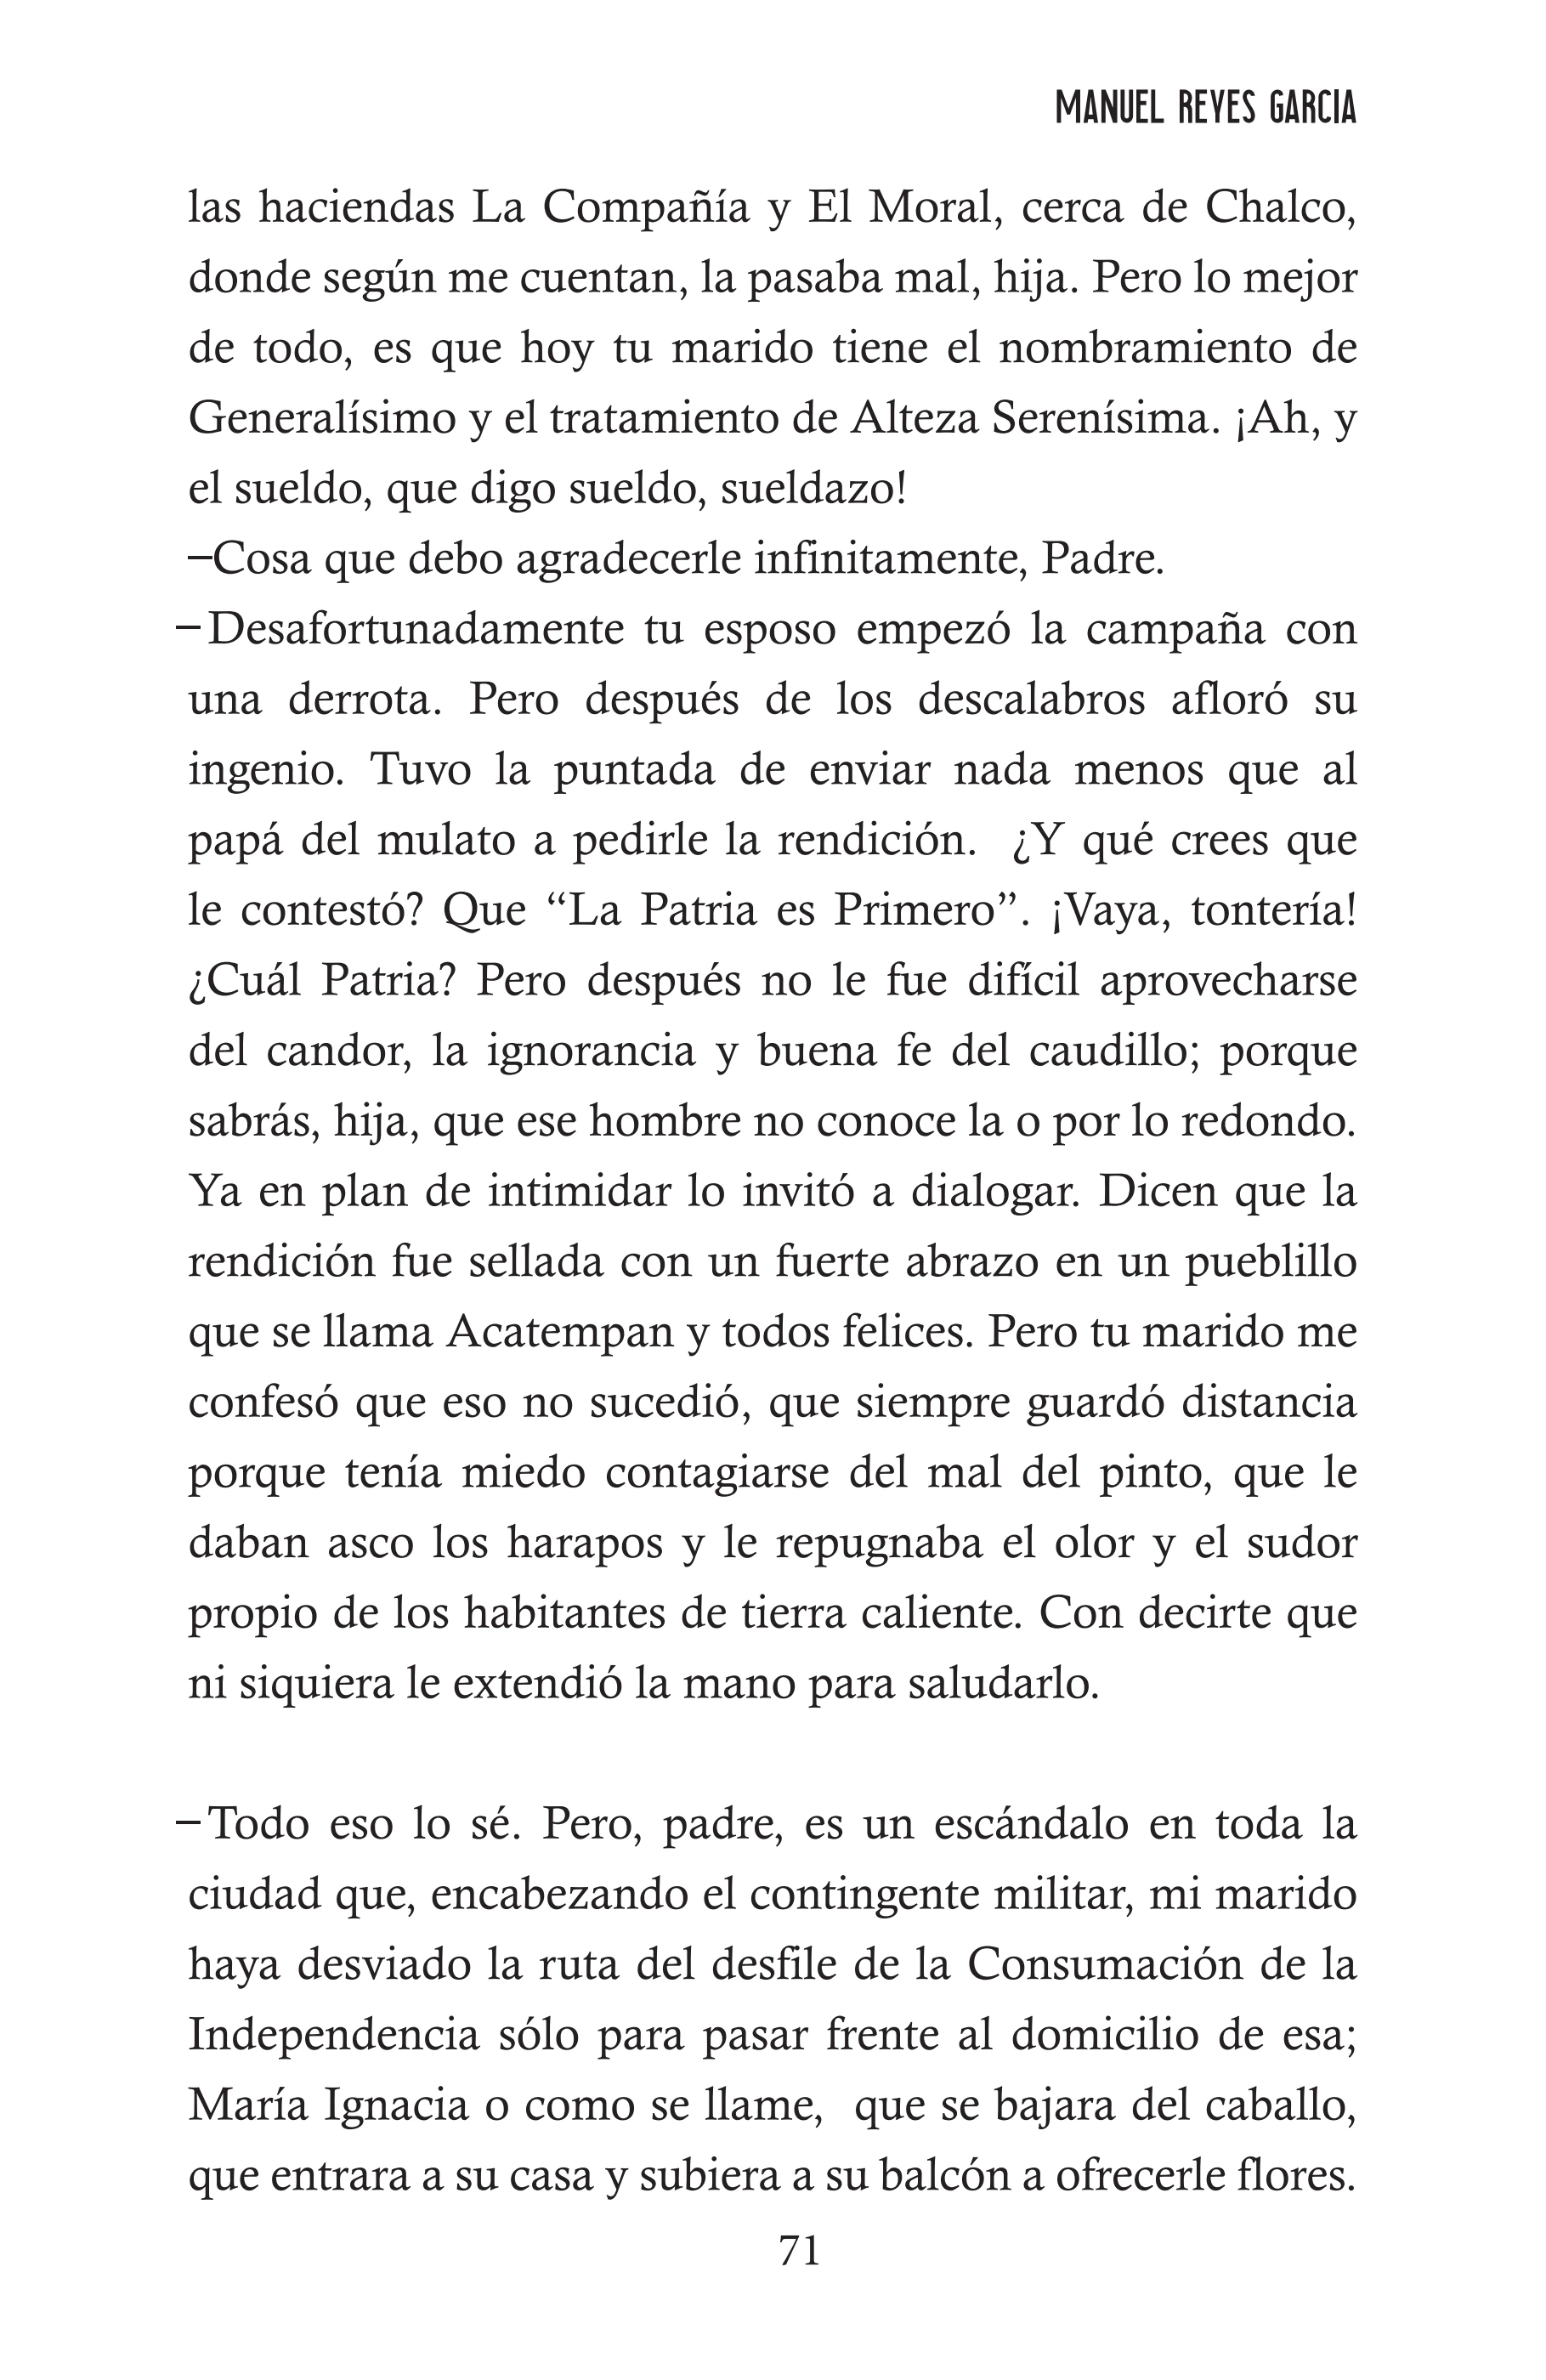 MANUEL REYES GARCIA
las haciendas La Compañía y El Moral, cerca de Chalco,
donde según me cuentan, la pasaba mal, hija. Pero lo mejor
de todo, es que hoy tu marido tiene el nombramiento de
Generalísimo y el tratamiento de Alteza Serenísima. ¡Ah, y
el sueldo, que digo sueldo, sueldazo!
–Cosa que debo agradecerle infinitamente, Padre.
– Desafortunadamente tu esposo empezó la campaña con
una derrota. Pero después de los descalabros afloró su
ingenio. Tuvo la puntada de enviar nada menos que al
papá del mulato a pedirle la rendición.  ¿Y qué crees que
le contestó? Que “La Patria es Primero”. ¡Vaya, tontería!
¿Cuál Patria? Pero después no le fue difícil aprovecharse
del candor, la ignorancia y buena fe del caudillo; porque
sabrás, hija, que ese hombre no conoce la o por lo redondo.
Ya en plan de intimidar lo invitó a dialogar. Dicen que la
rendición fue sellada con un fuerte abrazo en un pueblillo
que se llama Acatempan y todos felices. Pero tu marido me
confesó que eso no sucedió, que siempre guardó distancia
porque tenía miedo contagiarse del mal del pinto, que le
daban asco los harapos y le repugnaba el olor y el sudor
propio de los habitantes de tierra caliente. Con decirte que
ni siquiera le extendió la mano para saludarlo.
– Todo eso lo sé. Pero, padre, es un escándalo en toda la
ciudad que, encabezando el contingente militar, mi marido
haya desviado la ruta del desfile de la Consumación de la
Independencia sólo para pasar frente al domicilio de esa;
María Ignacia o como se llame,  que se bajara del caballo,
que entrara a su casa y subiera a su balcón a ofrecerle flores.
71